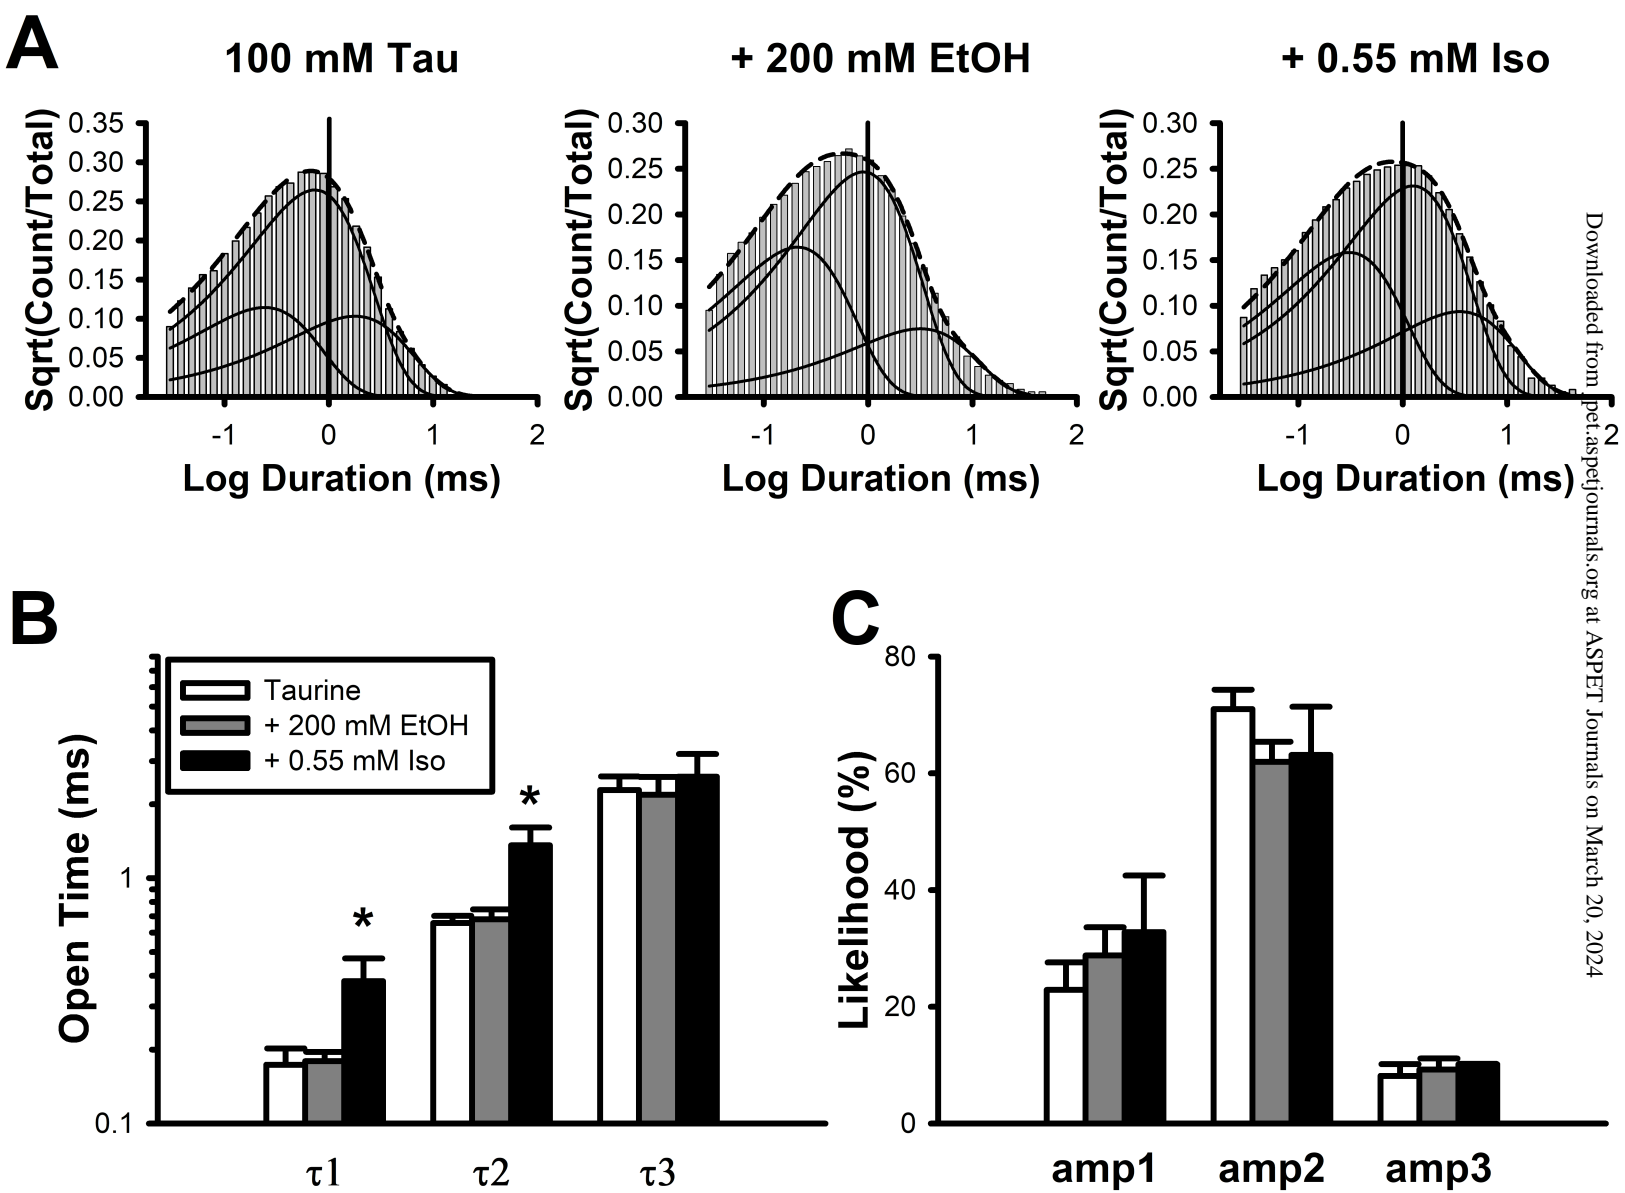 A
100 mM Tau
+ 200 mM EtOH
+ 0.55 mM Iso
Sqrt(Count/Total)
0.35
0.30
0.25
0.20
0.15
0.10
0.05
0.00
-1 0 1 2
Log Duration (ms)
Sqrt(Count/Total)
0.30
0.25
0.20
0.15
0.10
0.05
0.00
-1 0 1 2
Log Duration (ms)
Sqrt(Count/Total)
0.30
0.25
0.20
0.15
0.10
0.05
0.00
-1 0 1 2
Log Duration (ms)
B
Open Time (ms)
1
0.1
Taurine
+ 200 mM EtOH
+ 0.55 mM Iso
*
*
τ1 τ2 τ3
C
Likelihood (%)
80
60
40
20
0
amp1 amp2 amp3
Downloaded from jpet.aspetjournals.org at ASPET Journals on March 20, 2024